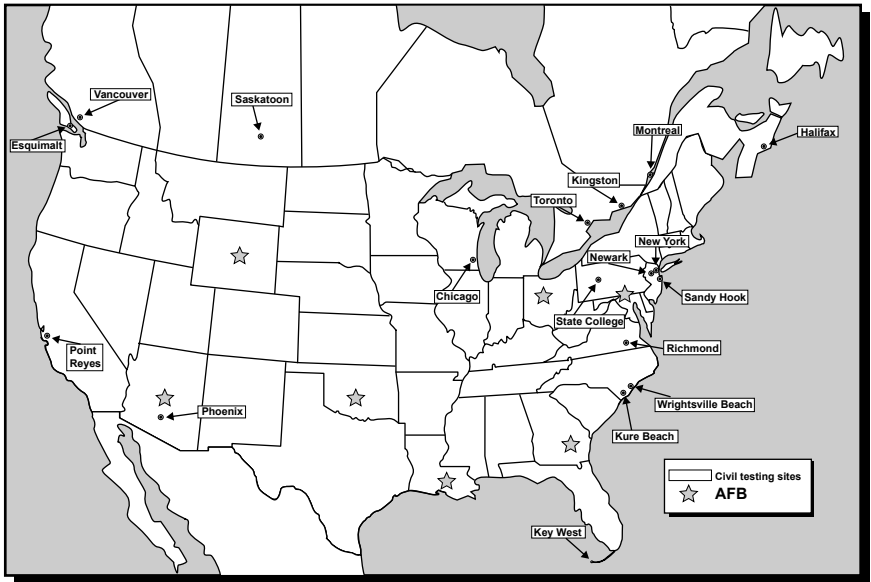 Vancouver
Saskatoon
Esquimalt
Montreal
Halifax
Kingston
Toronto
New York
Newark
Chicago
Sandy Hook
State College
Point
Reyes
Richmond
Phoenix
Wrightsville Beach
Kure Beach
Civil testing sites
AFB
Key West